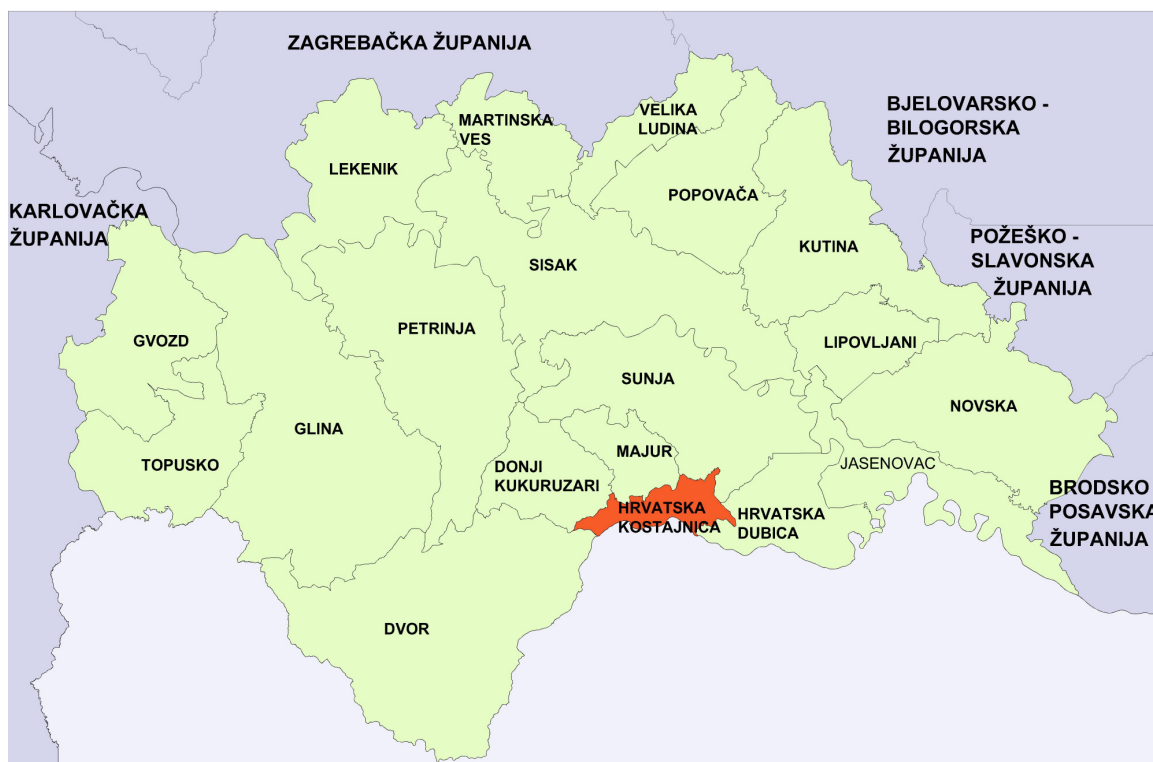 ZAGREBAČKA ŽUPANIJA
BJELOVARSKO -
BILOGORSKA
ŽUPANIJA
VELIKA
LUDINA
MARTINSKA
VES
LEKENIK
POPOVAČA
KARLOVAČKA
ŽUPANIJA
KUTINA
POŽEŠKO -
SLAVONSKA
ŽUPANIJA
SISAK
PETRINJA
GVOZD
LIPOVLJANI
SUNJA
NOVSKA
GLINA
MAJUR
TOPUSKO
DONJI
KUKURUZARI
JASENOVAC
BRODSKO
POSAVSKA
ŽUPANIJA
HRVATSKA
KOSTAJNICA
HRVATSKA
DUBICA
DVOR